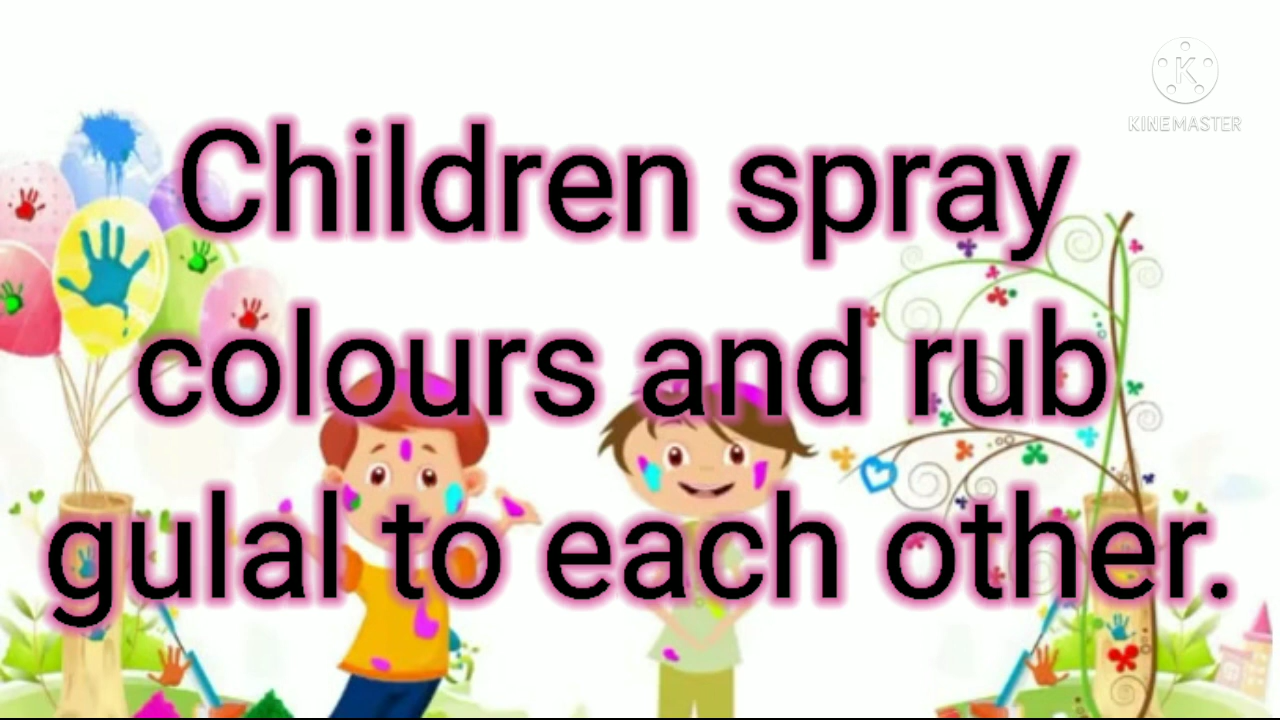 KINEMASTER
Children spray
colours and rub
gulal to each other.